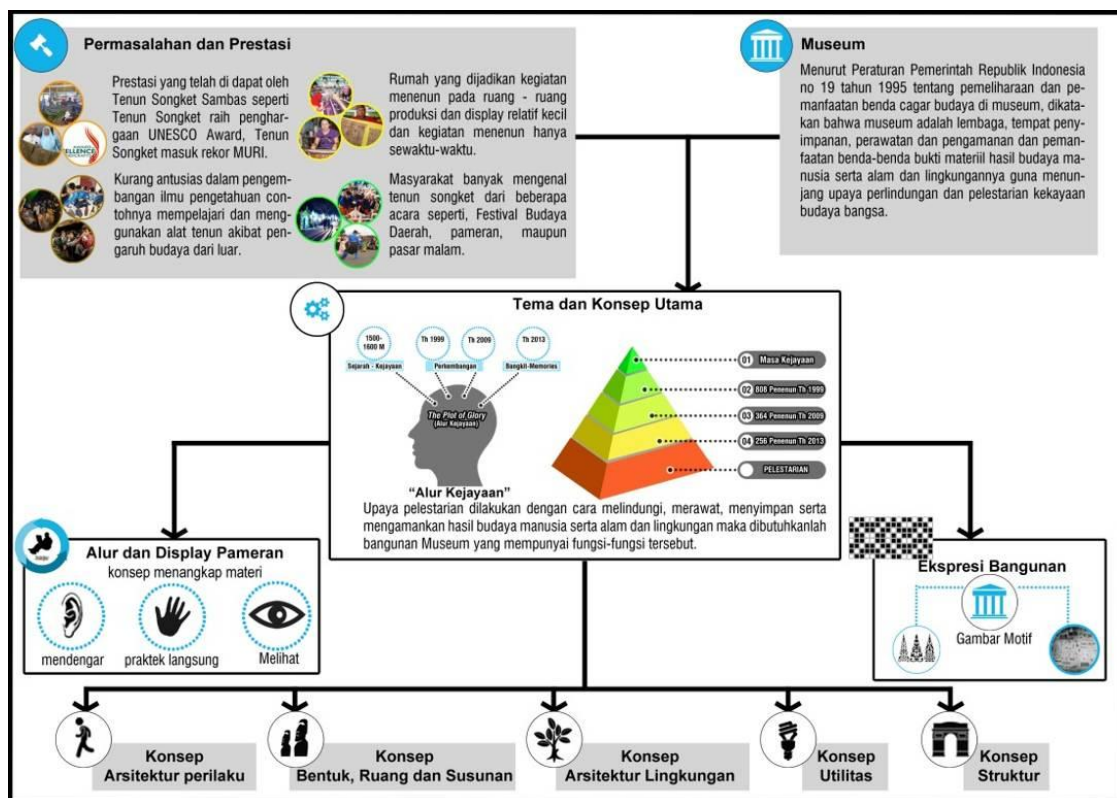 Permasalahan dan Prestasi
Prestasi yang telah di dapat oleh
Tenun Songket Sambas seperti
Tenun Songket raih penghar-
gaan UNESCO Award, Tenun
Songket masuk rekor MURI.
ELLENCE
Kurang antusias dalam pengem-
bangan ilmu pengetahuan con-
tohnya mempelajari dan meng-
gunakan alat tenun akibat pen-
garuh budaya dari luar.
Rumah yang dijadikan kegiatan
menenun pada ruang - ruang
produksi dan display relatif kecil
dan kegiatan menenun hanya
sewaktu-waktu.
Masyarakat banyak mengenal
tenun songket dari beberapa
acara seperti, Festival Budaya
Daerah, pameran, maupun
pasar malam.
Museum
Menurut Peraturan Pemerintah Republik Indonesia
no 19 tahun 1995 tentang pemeliharaan dan pe-
manfaatan benda cagar budaya di museum, dikata-
kan bahwa museum adalah lembaga, tempat peny-
impanan, perawatan dan pengamanan dan peman-
faatan benda-benda bukti materiil hasil budaya ma-
nusia serta alam dan lingkungannya guna menun-
jang upaya perlindungan dan pelestarian kekayaan
budaya bangsa.
Tema dan Konsep Utama
1500-
1600 M
Th 1999
Th 2009
Th 2013
Sejarah - Kejayaan
Perkembangan
Bangkit-Memories
The Plot of Glory
(Alur Kejayaan)
01 Masa Kejayaan
02 808 Penenun Th 1999
03 364 Penenun Th 2009
04 256 Penenun Th 2013
PELESTARIAN
“Alur Kejayaan”
Upaya pelestarian dilakukan dengan cara melindungi, merawat, menyimpan serta
mengamankan hasil budaya manusia serta alam dan lingkungan maka dibutuhkanlah
bangunan Museum yang mempunyai fungsi-fungsi tersebut.
Alur dan Display Pameran
konsep menangkap materi
mendengar
praktek langsung
Melihat
Ekspresi Bangunan
Gambar Motif
Konsep
Arsitektur perilaku
Konsep
Bentuk, Ruang dan Susunan
Konsep
Arsitektur Lingkungan
Konsep
Utilitas
Konsep
Struktur